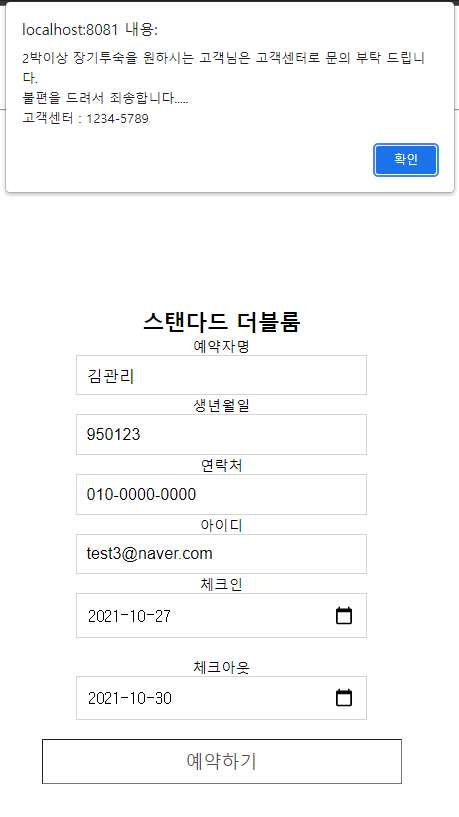 localhost:8081 내용:
2박이상 장기투숙을 원하시는 고객님은 고객센터로 문의 부탁 드립니
다.
불편을 드려서 죄송합니다.....
고객센터 : 1234-5789
확인
스탠다드 더블룸
예약자명
김관리
생년월일
950123
연락처
010-0000-0000
아이디
test3@naver.com
체크인
2021-10-27
체크아웃
2021-10-30
예약하기